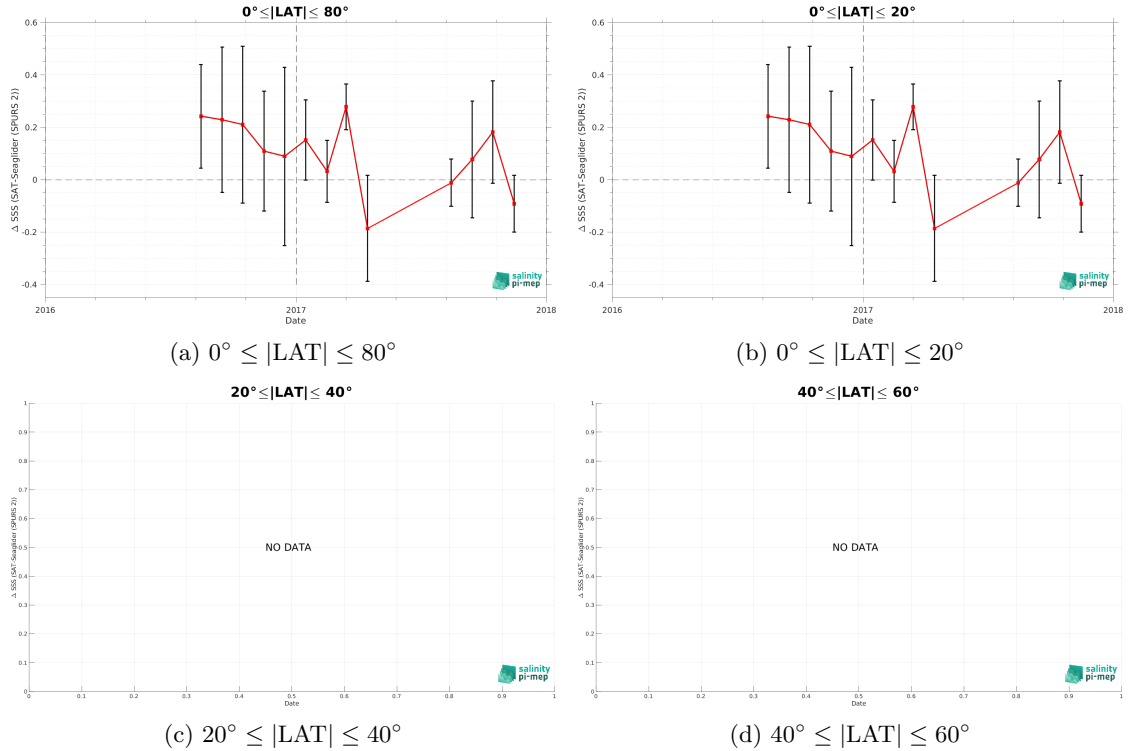 0°≤|LAT|≤ 80°
0.6
0.4
0.2
0
-0.2
-0.4
Δ SSS (SAT-Seaglider (SPURS 2))
2016
2017
2018
Date
salinity
pi-mep
(a) 0° ≤ |LAT| ≤ 80°
0°≤|LAT|≤ 20°
0.6
0.4
0.2
0
-0.2
-0.4
Δ SSS (SAT-Seaglider (SPURS 2))
2016
2017
2018
Date
salinity
pi-mep
(b) 0° ≤ |LAT| ≤ 20°
20°≤|LAT|≤ 40°
1
0.9
0.8
0.7
0.6
0.5
0.4
0.3
0.2
0.1
0
Δ SSS (SAT-Seaglider (SPURS 2))
NO DATA
0 0.1 0.2 0.3 0.4 0.5 0.6 0.7 0.8 0.9 1
Date
salinity
pi-mep
(c) 20° ≤ |LAT| ≤ 40°
40°≤|LAT|≤ 60°
1
0.9
0.8
0.7
0.6
0.5
0.4
0.3
0.2
0.1
0
Δ SSS (SAT-Seaglider (SPURS 2))
NO DATA
0 0.1 0.2 0.3 0.4 0.5 0.6 0.7 0.8 0.9 1
Date
salinity
pi-mep
(d) 40° ≤ |LAT| ≤ 60°